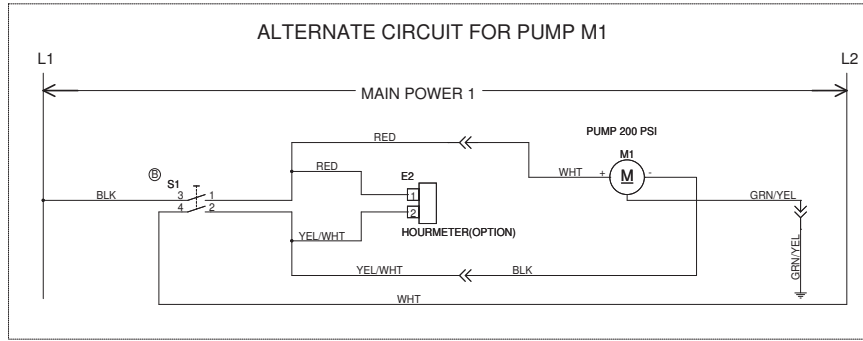 ALTERNATE CIRCUIT FOR PUMP M1
L1
L2
MAIN POWER 1
RED
PUMP 200 PSI
M1
B
S1
RED
E2
WHT
+
M
-
BLK
3
1
1
GRN/YEL
4
2
2
YEL/WHT
HOURMETER(OPTION)
GRN/YEL
YEL/WHT
BLK
WHT